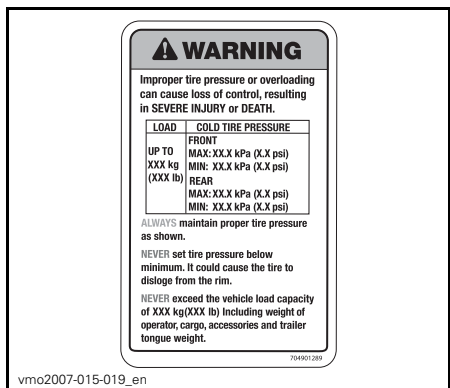 WARNING
Improper tire pressure or overloading
can cause loss of control, resulting
in SEVERE INJURY or DEATH.
LOAD COLD TIRE PRESSURE
UP TO
XXX kg
(XXX lb)
FRONT
MAX: XX.X kPa (X.X psi)
MIN: XX.X kPa (X.X psi)
REAR
MAX: XX.X kPa (X.X psi)
MIN: XX.X kPa (X.X psi)
ALWAYS maintain proper tire pressure
as shown.
NEVER set tire pressure below
minimum. It could cause the tire to
disloge from the rim.
NEVER exceed the vehicle load capacity
of XXX kg(XXX lb) Including weight of
operator, cargo, accessories and trailer
tongue weight.
704901289
vmo2007-015-019_en